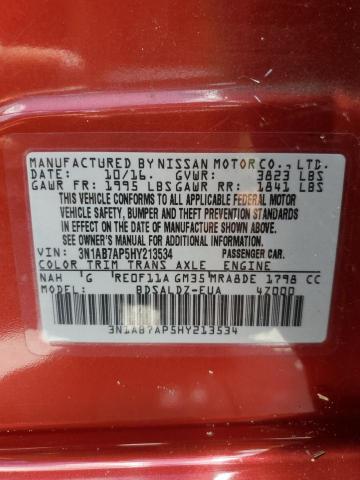 MANUFACTURED BY NISSAN MOTOR CO., LTD.
DATE: 10/16. GVWR: 3823 LBS
GAWR FR: 1995 LBS GAWR RR: 1841 LBS
THIS VEHICLE CONFORMS TO ALL APPLICABLE
FEDERAL MOTOR VEHICLE
SAFETY, BUMPER AND THEFT PREVENTION STANDARDS
IN EFFECT ON THE DATE OF MANUFACTURE SHOWN ABOVE.
SEE OWNER'S MANUAL ALSO.
VIN: 3N1AB7AP5HY213534 PASSENGER CAR.
COLOR TRIM TRANS AXLE ENGINE
NAH G RE0F11A GM35 MRA8DE 1798 CC
MODEL: BDSALDZ-EUA 47000
3N1AB7AP5HY213534